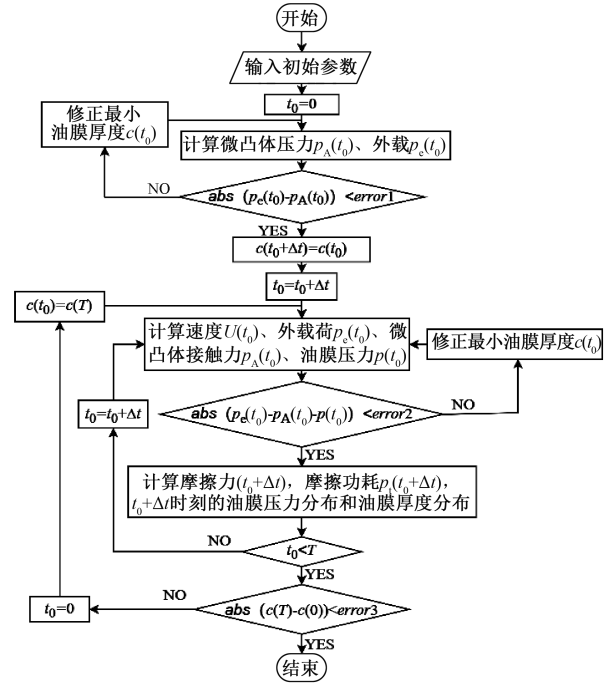 开始
输入初始参数
t₀=0
修正最小
油膜厚度c(t₀)
计算微凸体压力p_A(t₀)、外载p_e(t₀)
NO
abs (p_e(t₀)-p_A(t₀)) <error1
YES
c(t₀+Δt)=c(t₀)
t₀=t₀+Δt
c(t₀)=c(T)
计算速度U(t₀)、外载荷p_e(t₀)、微
凸体接触力p_A(t₀)、油膜压力p(t₀)
修正最小油膜厚度c(t₀)
t₀=t₀+Δt
abs (p_e(t₀)-p_A(t₀)-p(t₀)) <error2
NO
YES
计算摩擦力(t₀+Δt)，摩擦功耗p_t(t₀+Δt)，
t₀+Δt时刻的油膜压力分布和油膜厚度分布
NO
t₀<T
YES
t₀=0
NO
abs (c(T)-c(0))<error3
YES
结束